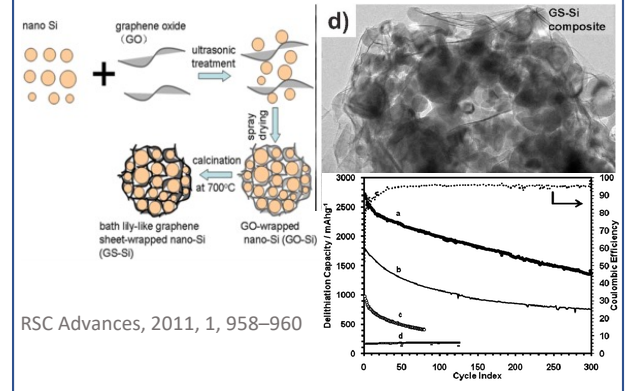 nano Si
graphene oxide
(GO)
ultrasonic
treatment
spray
drying
calcination
at 700°C
bath lily-like graphene
sheet-wrapped nano-Si
(GS-Si)
GO-wrapped
nano-Si (GO-Si)
RSC Advances, 2011, 1, 958–960
d)
GS-Si
composite
Delithiation Capacity / mAhg⁻¹
3000
2500
2000
1500
1000
500
0
e
a
b
c
d
100
90
80
70
60
50
40
30
20
10
0
Coulombic Efficiency
0
50
100
150
200
250
300
Cycle Index